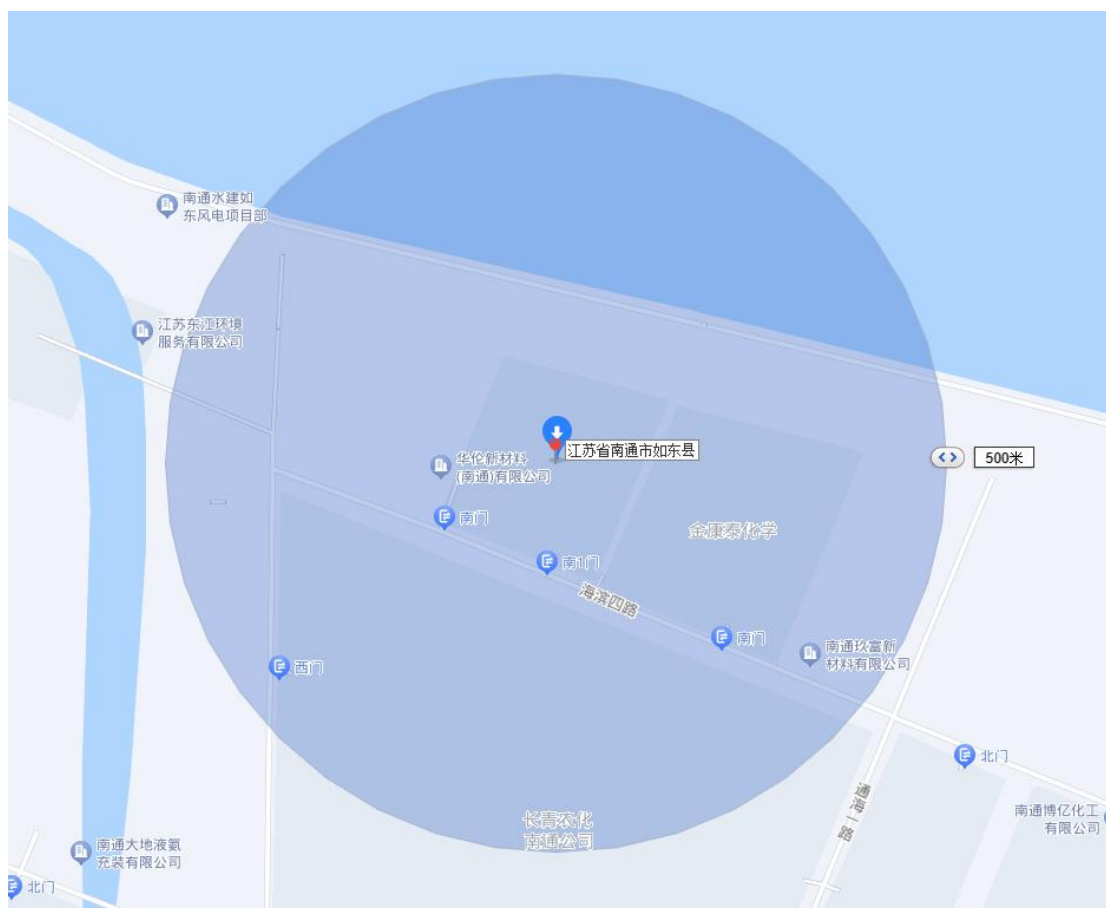 南通水建如
东风电项目部
江苏东江环境
服务有限公司
江苏省南通市如东县
500米
华伦新材料
(南通)有限公司
南门
金康泰化学
南1门
海滨四路
南门
南通玖富新
材料有限公司
西门
北门
通海一路
南通博亿化工
有限公司
长青农化
南通公司
南通大地液氨
充装有限公司
北门